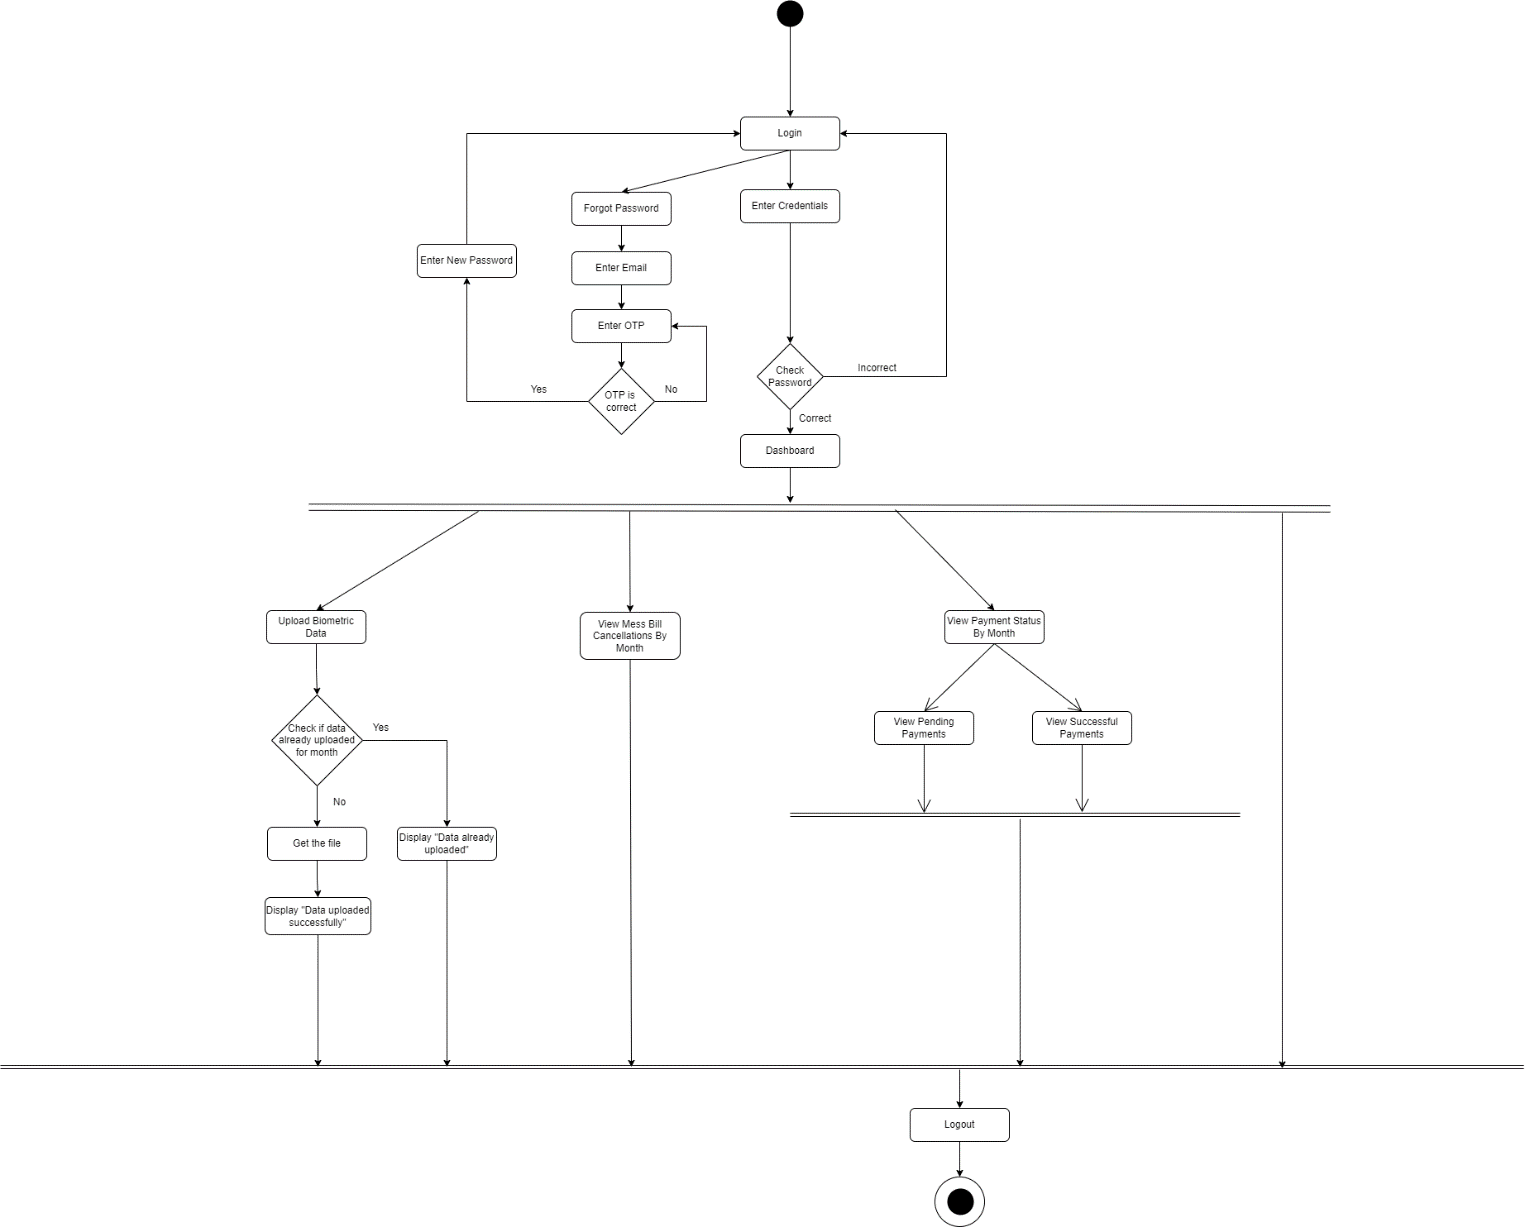 Login
Forgot Password
Enter Credentials
Enter New Password
Enter Email
Enter OTP
Check
Password
Incorrect
Yes
No
OTP is
correct
Correct
Dashboard
Upload Biometric
Data
View Mess Bill
Cancellations By
Month
View Payment Status
By Month
View Pending
Payments
View Successful
Payments
Check if data
already uploaded
for month
Yes
No
Get the file
Display "Data already
uploaded"
Display "Data uploaded
successfully"
Logout